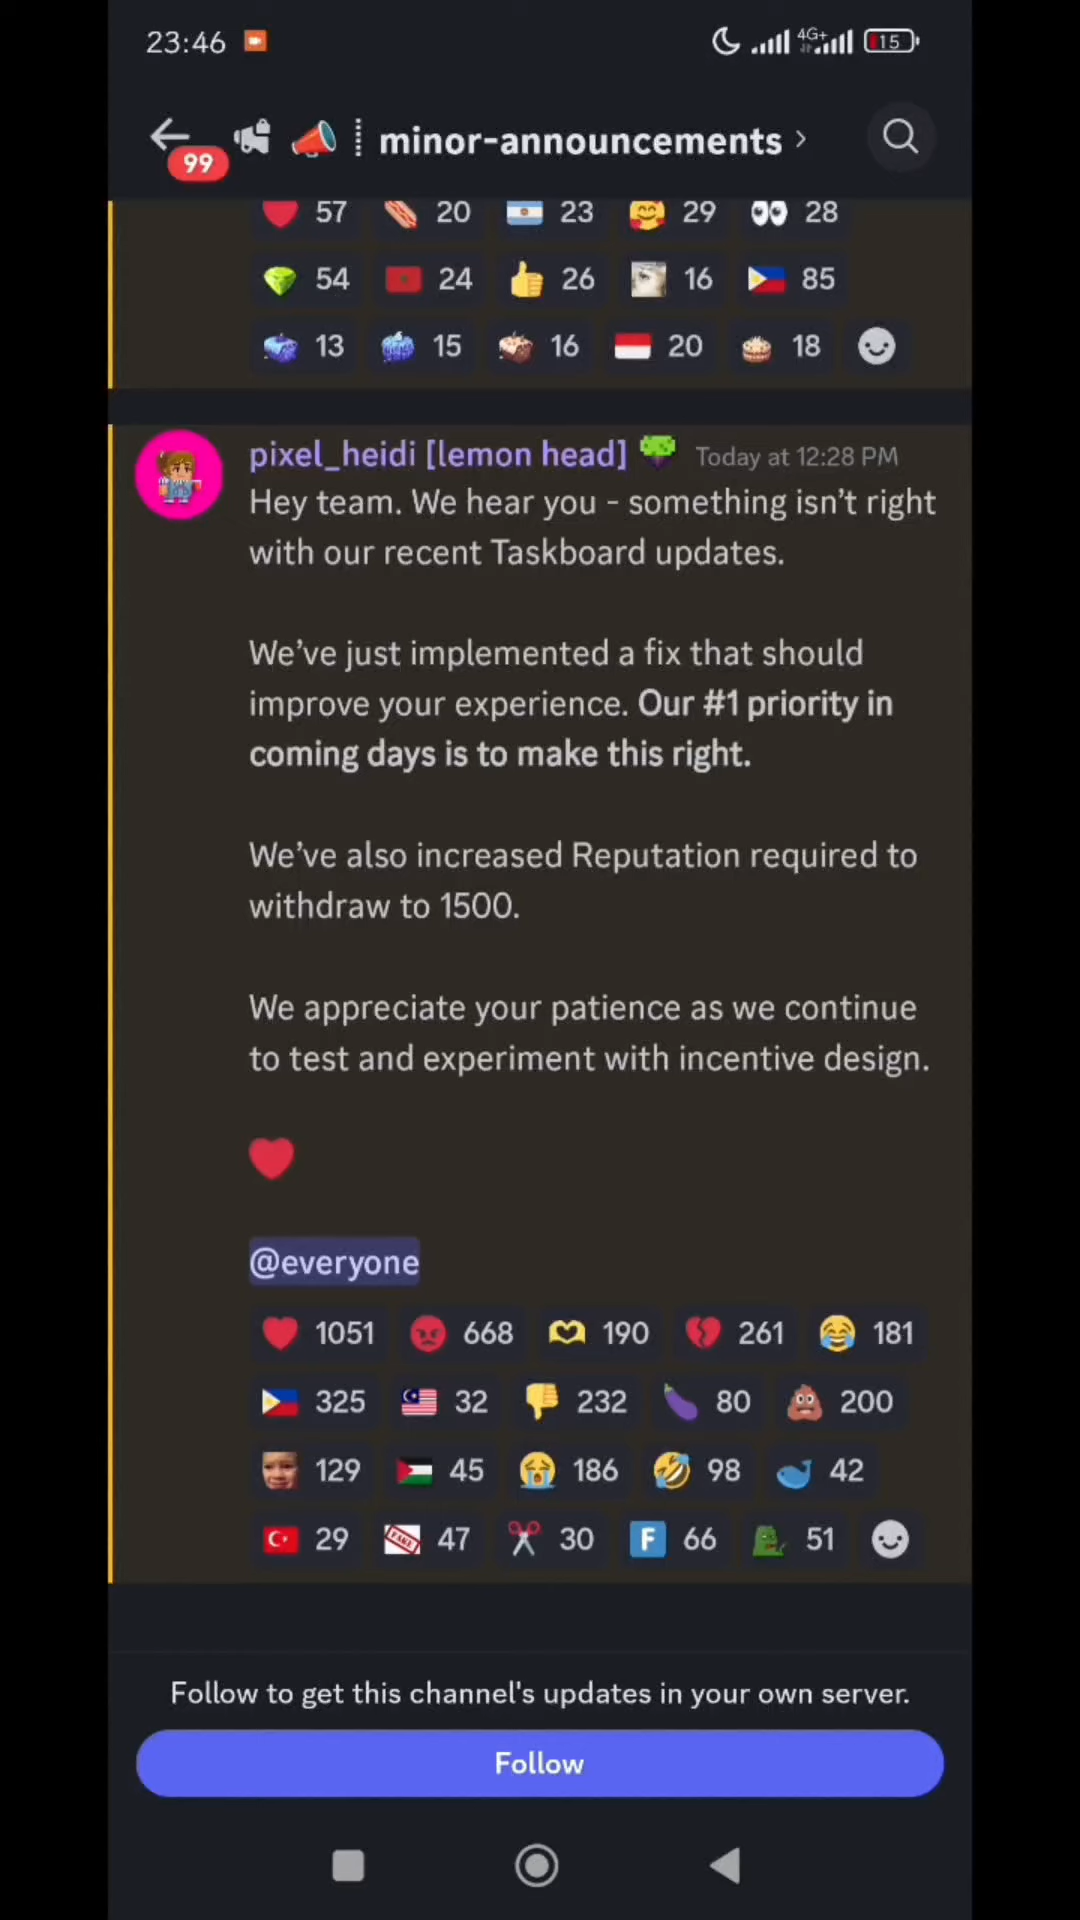 23:46
4G+
15
99
minor-announcements
57 20 23 29 28
54 24 26 16 85
13 15 16 20 18
pixel_heidi [lemon head] Today at 12:28 PM
Hey team. We hear you - something isn't right
with our recent Taskboard updates.
We've just implemented a fix that should
improve your experience. Our #1 priority in
coming days is to make this right.
We've also increased Reputation required to
withdraw to 1500.
We appreciate your patience as we continue
to test and experiment with incentive design.
@everyone
1051 668 190 261 181
325 32 232 80 200
129 45 186 98 42
29 FAKE 47 30 F 66 51
Follow to get this channel's updates in your own server.
Follow